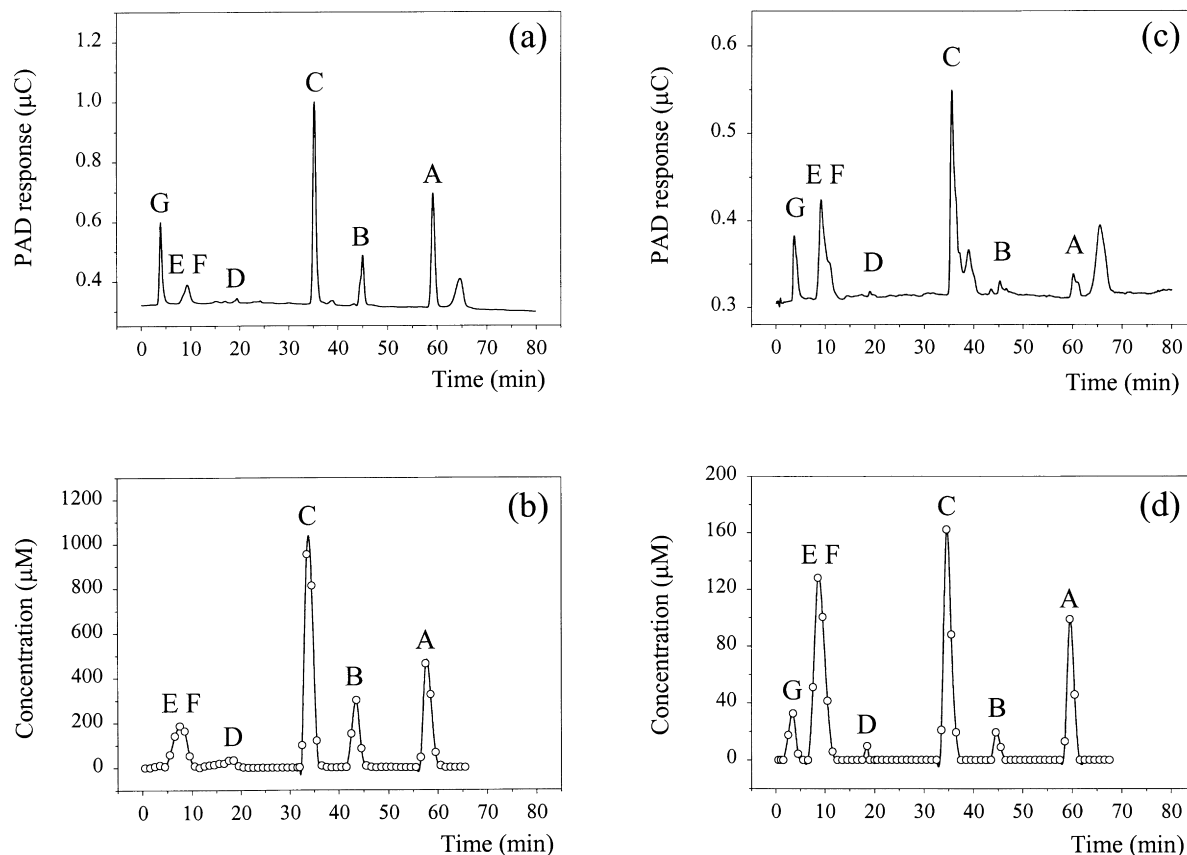 (a)
PAD response (μC)
1.2
1.0
0.8
0.6
0.4
G
E F
D
C
B
A
0 10 20 30 40 50 60 70 80
Time (min)
(c)
PAD response (μC)
0.6
0.5
0.4
0.3
G
E F
D
C
B
A
0 10 20 30 40 50 60 70 80
Time (min)
(b)
Concentration (μM)
1200
1000
800
600
400
200
0
E F
D
C
B
A
0 10 20 30 40 50 60 70 80
Time (min)
(d)
Concentration (μM)
200
160
120
80
40
0
G
E F
D
C
B
A
0 10 20 30 40 50 60 70 80
Time (min)